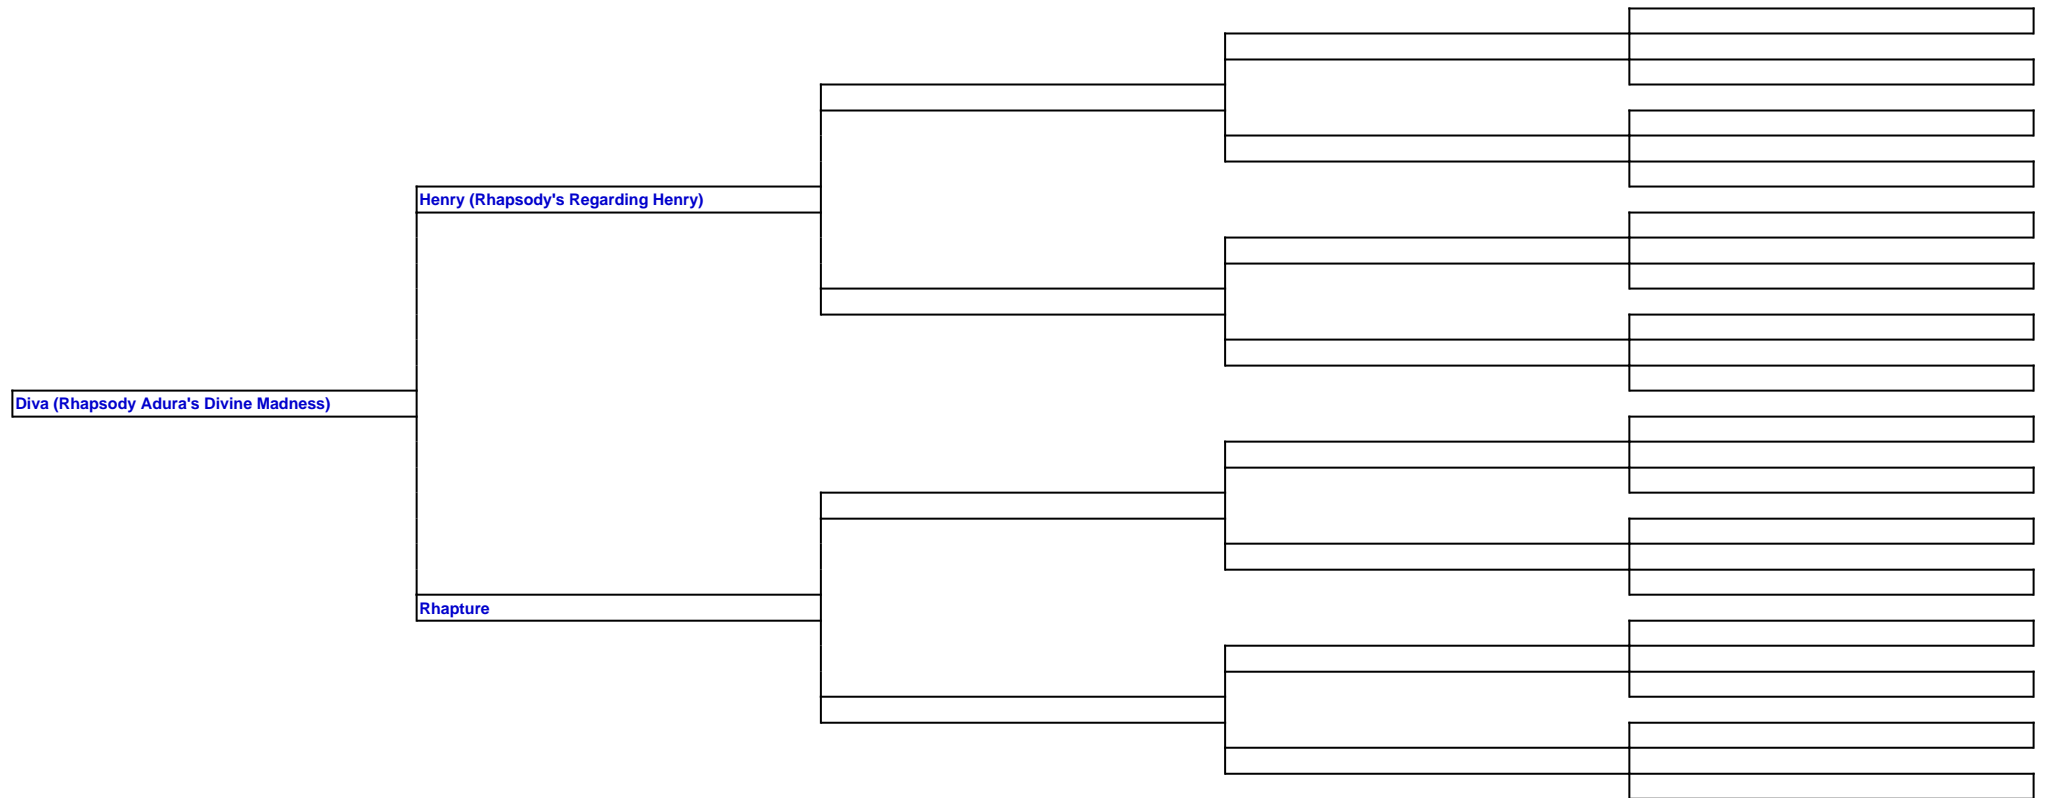 Henry (Rhapsody's Regarding Henry)
Diva (Rhapsody Adura's Divine Madness)
Rhapture